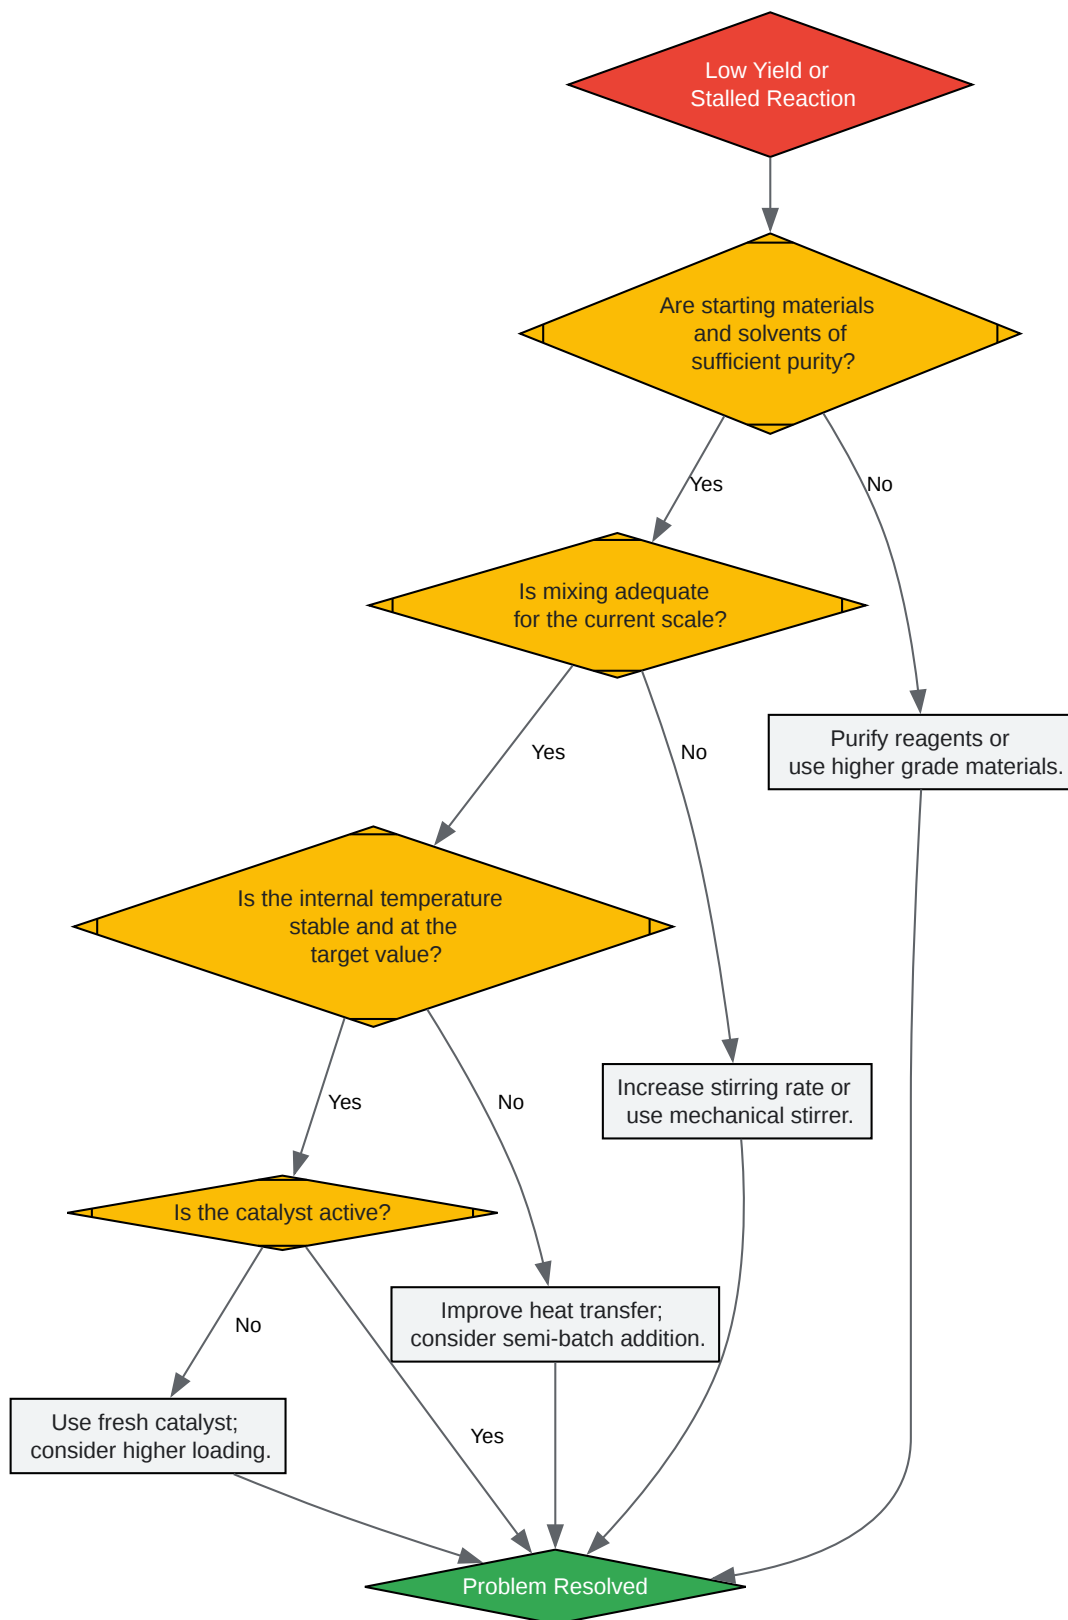 Low Yield or
Stalled Reaction
Are starting materials
and solvents of
sufficient purity?
Yes
No
Is mixing adequate
for the current scale?
Purify reagents or
use higher grade materials.
Yes
No
Is the internal temperature
stable and at the
target value?
Increase stirring rate or
use mechanical stirrer.
Yes
No
Is the catalyst active?
Improve heat transfer;
consider semi-batch addition.
No
Use fresh catalyst;
consider higher loading.
Yes
Problem Resolved